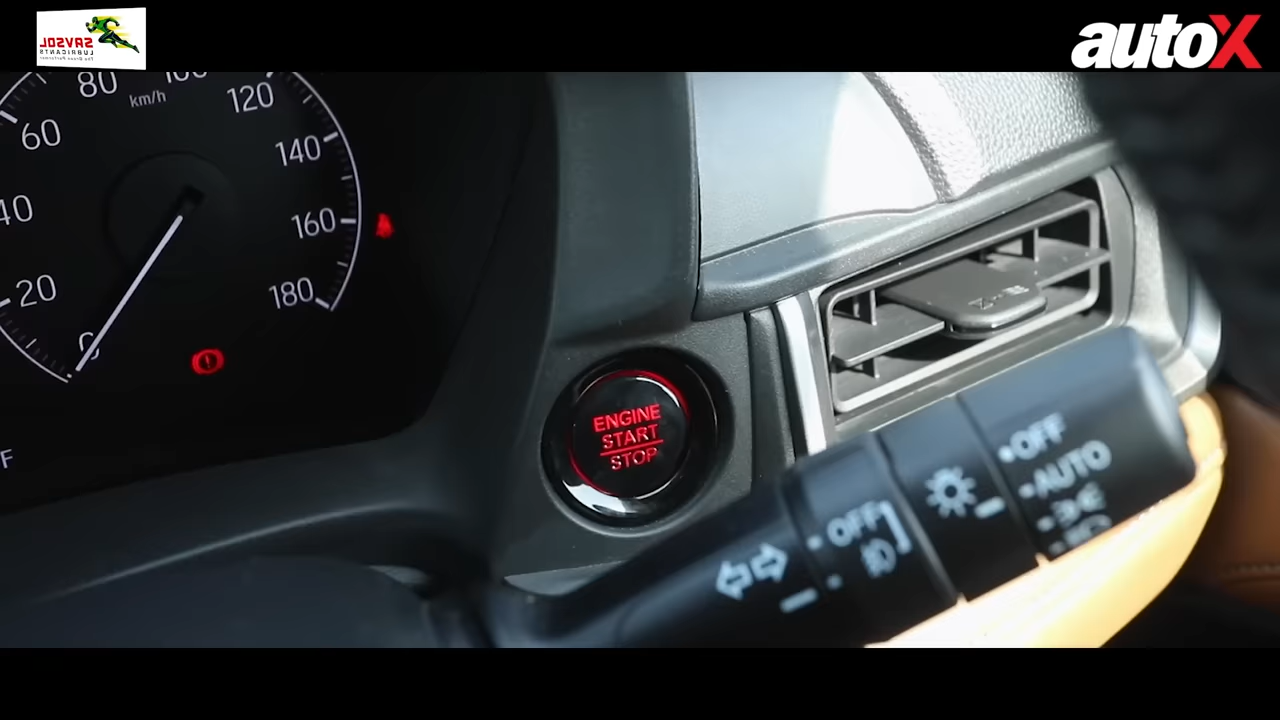 SAVSOL
LUBRICANTS
autoX
80
100
km/h
120
60
140
40
160
20
180
0
F
ENGINE
START
STOP
OFF
OFF
AUTO